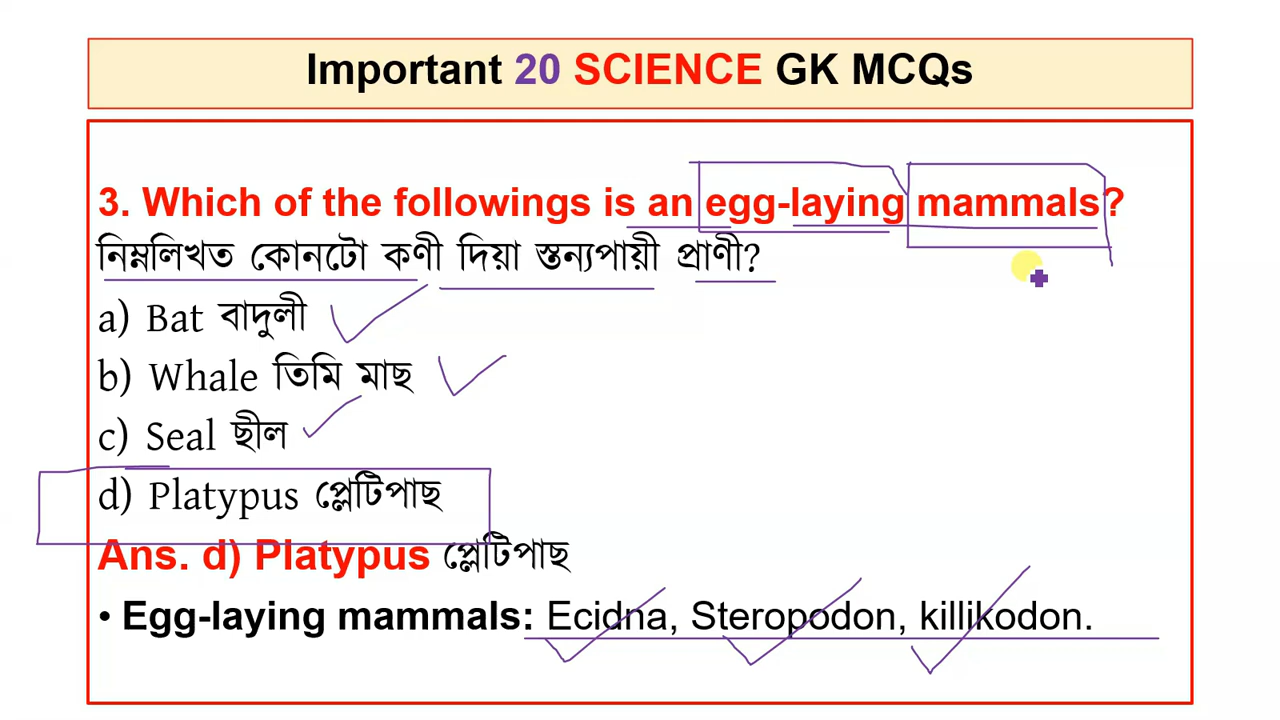 Important 20 SCIENCE GK MCQs
3. Which of the followings is an egg-laying mammals?
নিম্নলিখত কোনটো কণী দিয়া স্তন্যপায়ী প্ৰাণী?
a) Bat বাদুলী
b) Whale তিমি মাছ
c) Seal ছীল
d) Platypus প্লেটিপাছ
Ans. d) Platypus প্লেটিপাছ
• Egg-laying mammals: Ecidna, Steropodon, killikodon.